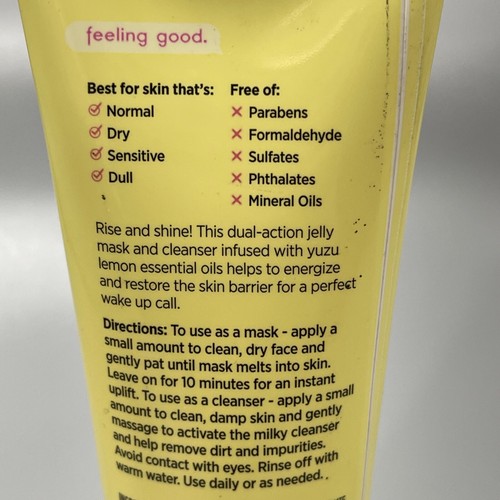 feeling good.
Best for skin that's:
Normal
Dry
Sensitive
Dull
Free of:
Parabens
Formaldehyde
Sulfates
Phthalates
Mineral Oils
Rise and shine! This dual-action jelly
mask and cleanser infused with yuzu
lemon essential oils helps to energize
and restore the skin barrier for a perfect
wake up call.
Directions: To use as a mask - apply a
small amount to clean, dry face and
gently pat until mask melts into skin.
Leave on for 10 minutes for an instant
uplift. To use as a cleanser - apply a small
amount to clean, damp skin and gently
massage to activate the milky cleanser
and help remove dirt and impurities.
Avoid contact with eyes. Rinse off with
warm water. Use daily or as needed.